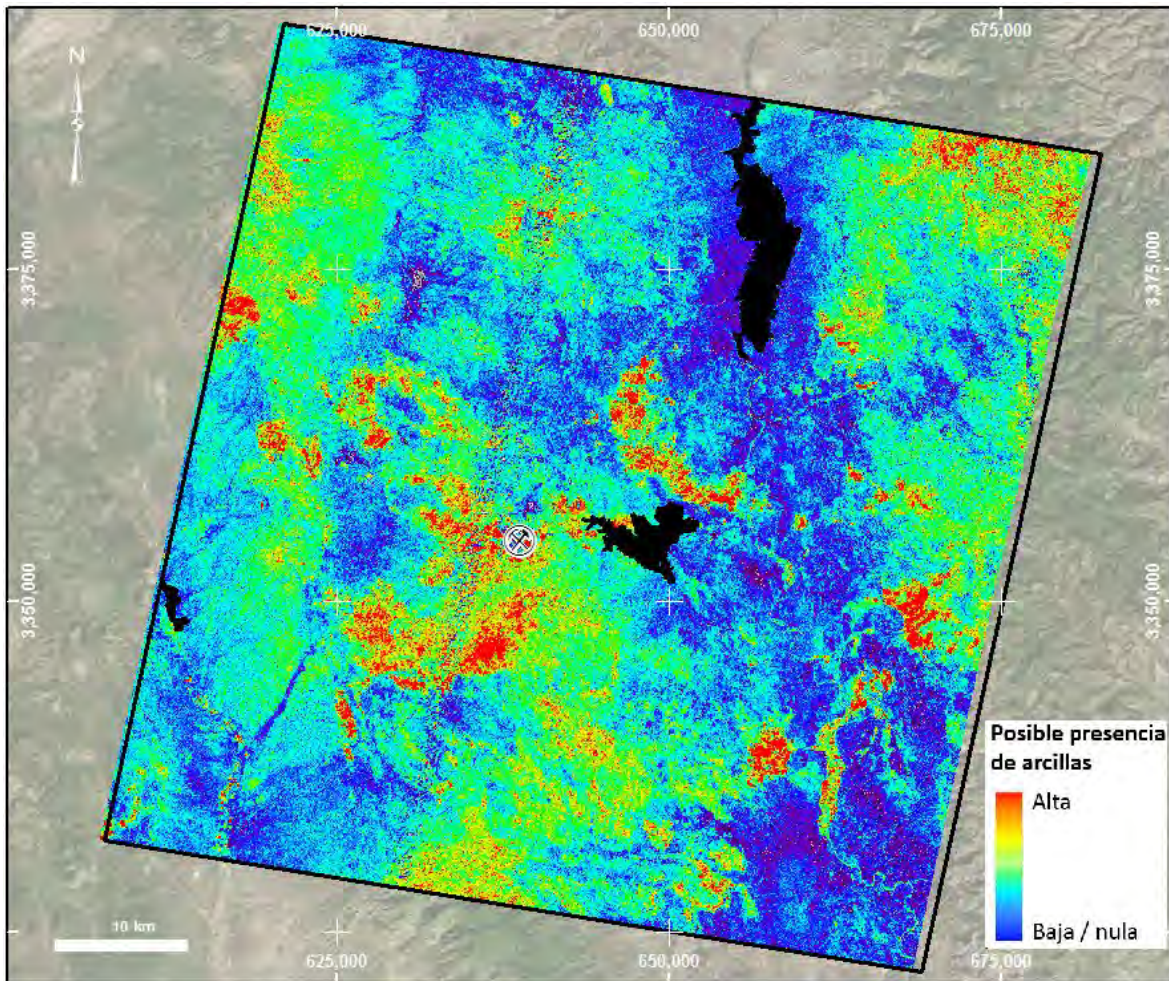 625,000
650,000
675,000
N
3,375,000
3,375,000
3,350,000
3,350,000
Posible presencia
de arcillas
Alta
Baja / nula
10 km
625,000
650,000
675,000